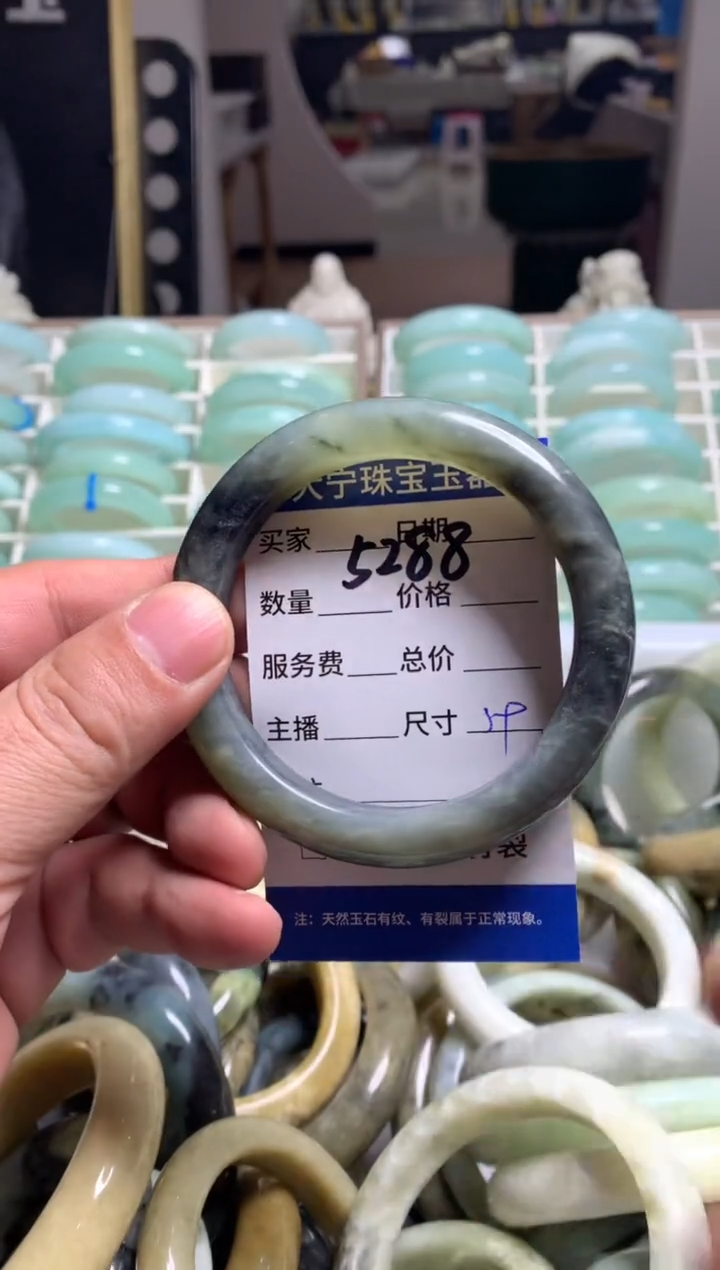 宁珠宝玉器
买家 日期
5288
数量 价格
服务费 总价
主播 尺寸
裂
注：天然玉石有纹、有裂属于正常现象。